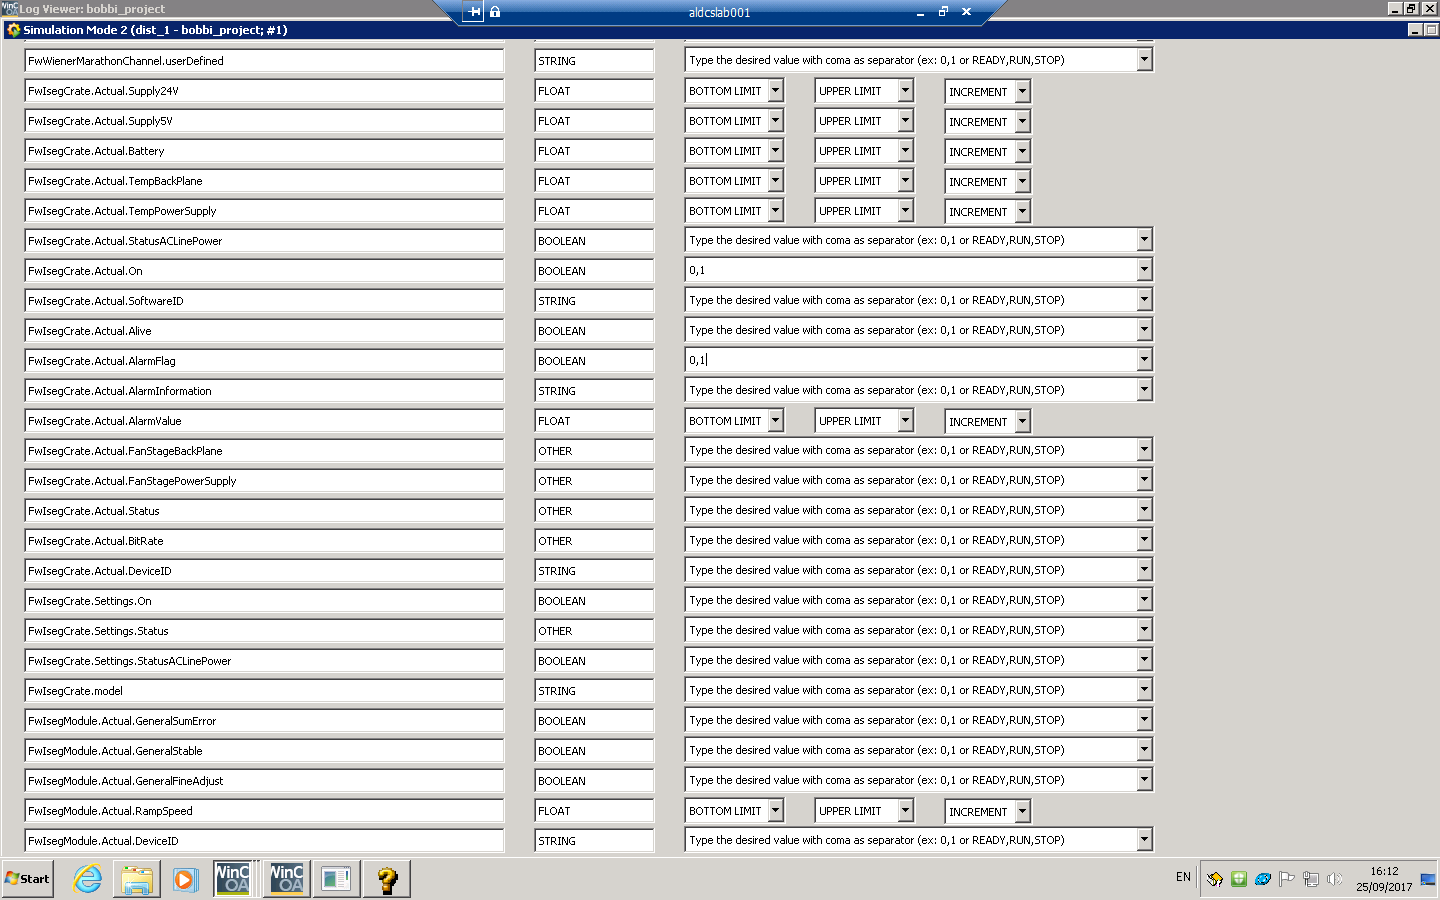 Log Viewer: bobbi_project
aldcslab001
Simulation Mode 2 (dist_1 - bobbi_project; #1)
FwWienerMarathonChannel.userDefined STRING Type the desired value with coma as separator (ex: 0,1 or READY,RUN,STOP)
FwIsegCrate.Actual.Supply24V FLOAT BOTTOM LIMIT UPPER LIMIT INCREMENT
FwIsegCrate.Actual.Supply5V FLOAT BOTTOM LIMIT UPPER LIMIT INCREMENT
FwIsegCrate.Actual.Battery FLOAT BOTTOM LIMIT UPPER LIMIT INCREMENT
FwIsegCrate.Actual.TempBackPlane FLOAT BOTTOM LIMIT UPPER LIMIT INCREMENT
FwIsegCrate.Actual.TempPowerSupply FLOAT BOTTOM LIMIT UPPER LIMIT INCREMENT
FwIsegCrate.Actual.StatusACLinePower BOOLEAN Type the desired value with coma as separator (ex: 0,1 or READY,RUN,STOP)
FwIsegCrate.Actual.On BOOLEAN 0,1
FwIsegCrate.Actual.SoftwareID STRING Type the desired value with coma as separator (ex: 0,1 or READY,RUN,STOP)
FwIsegCrate.Actual.Alive BOOLEAN Type the desired value with coma as separator (ex: 0,1 or READY,RUN,STOP)
FwIsegCrate.Actual.AlarmFlag BOOLEAN 0,1
FwIsegCrate.Actual.AlarmInformation STRING Type the desired value with coma as separator (ex: 0,1 or READY,RUN,STOP)
FwIsegCrate.Actual.AlarmValue FLOAT BOTTOM LIMIT UPPER LIMIT INCREMENT
FwIsegCrate.Actual.FanStageBackPlane OTHER Type the desired value with coma as separator (ex: 0,1 or READY,RUN,STOP)
FwIsegCrate.Actual.FanStagePowerSupply OTHER Type the desired value with coma as separator (ex: 0,1 or READY,RUN,STOP)
FwIsegCrate.Actual.Status OTHER Type the desired value with coma as separator (ex: 0,1 or READY,RUN,STOP)
FwIsegCrate.Actual.BitRate OTHER Type the desired value with coma as separator (ex: 0,1 or READY,RUN,STOP)
FwIsegCrate.Actual.DeviceID STRING Type the desired value with coma as separator (ex: 0,1 or READY,RUN,STOP)
FwIsegCrate.Settings.On BOOLEAN Type the desired value with coma as separator (ex: 0,1 or READY,RUN,STOP)
FwIsegCrate.Settings.Status OTHER Type the desired value with coma as separator (ex: 0,1 or READY,RUN,STOP)
FwIsegCrate.Settings.StatusACLinePower BOOLEAN Type the desired value with coma as separator (ex: 0,1 or READY,RUN,STOP)
FwIsegCrate.model STRING Type the desired value with coma as separator (ex: 0,1 or READY,RUN,STOP)
FwIsegModule.Actual.GeneralSumError BOOLEAN Type the desired value with coma as separator (ex: 0,1 or READY,RUN,STOP)
FwIsegModule.Actual.GeneralStable BOOLEAN Type the desired value with coma as separator (ex: 0,1 or READY,RUN,STOP)
FwIsegModule.Actual.GeneralFineAdjust BOOLEAN Type the desired value with coma as separator (ex: 0,1 or READY,RUN,STOP)
FwIsegModule.Actual.RampSpeed FLOAT BOTTOM LIMIT UPPER LIMIT INCREMENT
FwIsegModule.Actual.DeviceID STRING Type the desired value with coma as separator (ex: 0,1 or READY,RUN,STOP)
Start WinCC OA WinCC OA EN 16:12
25/09/2017